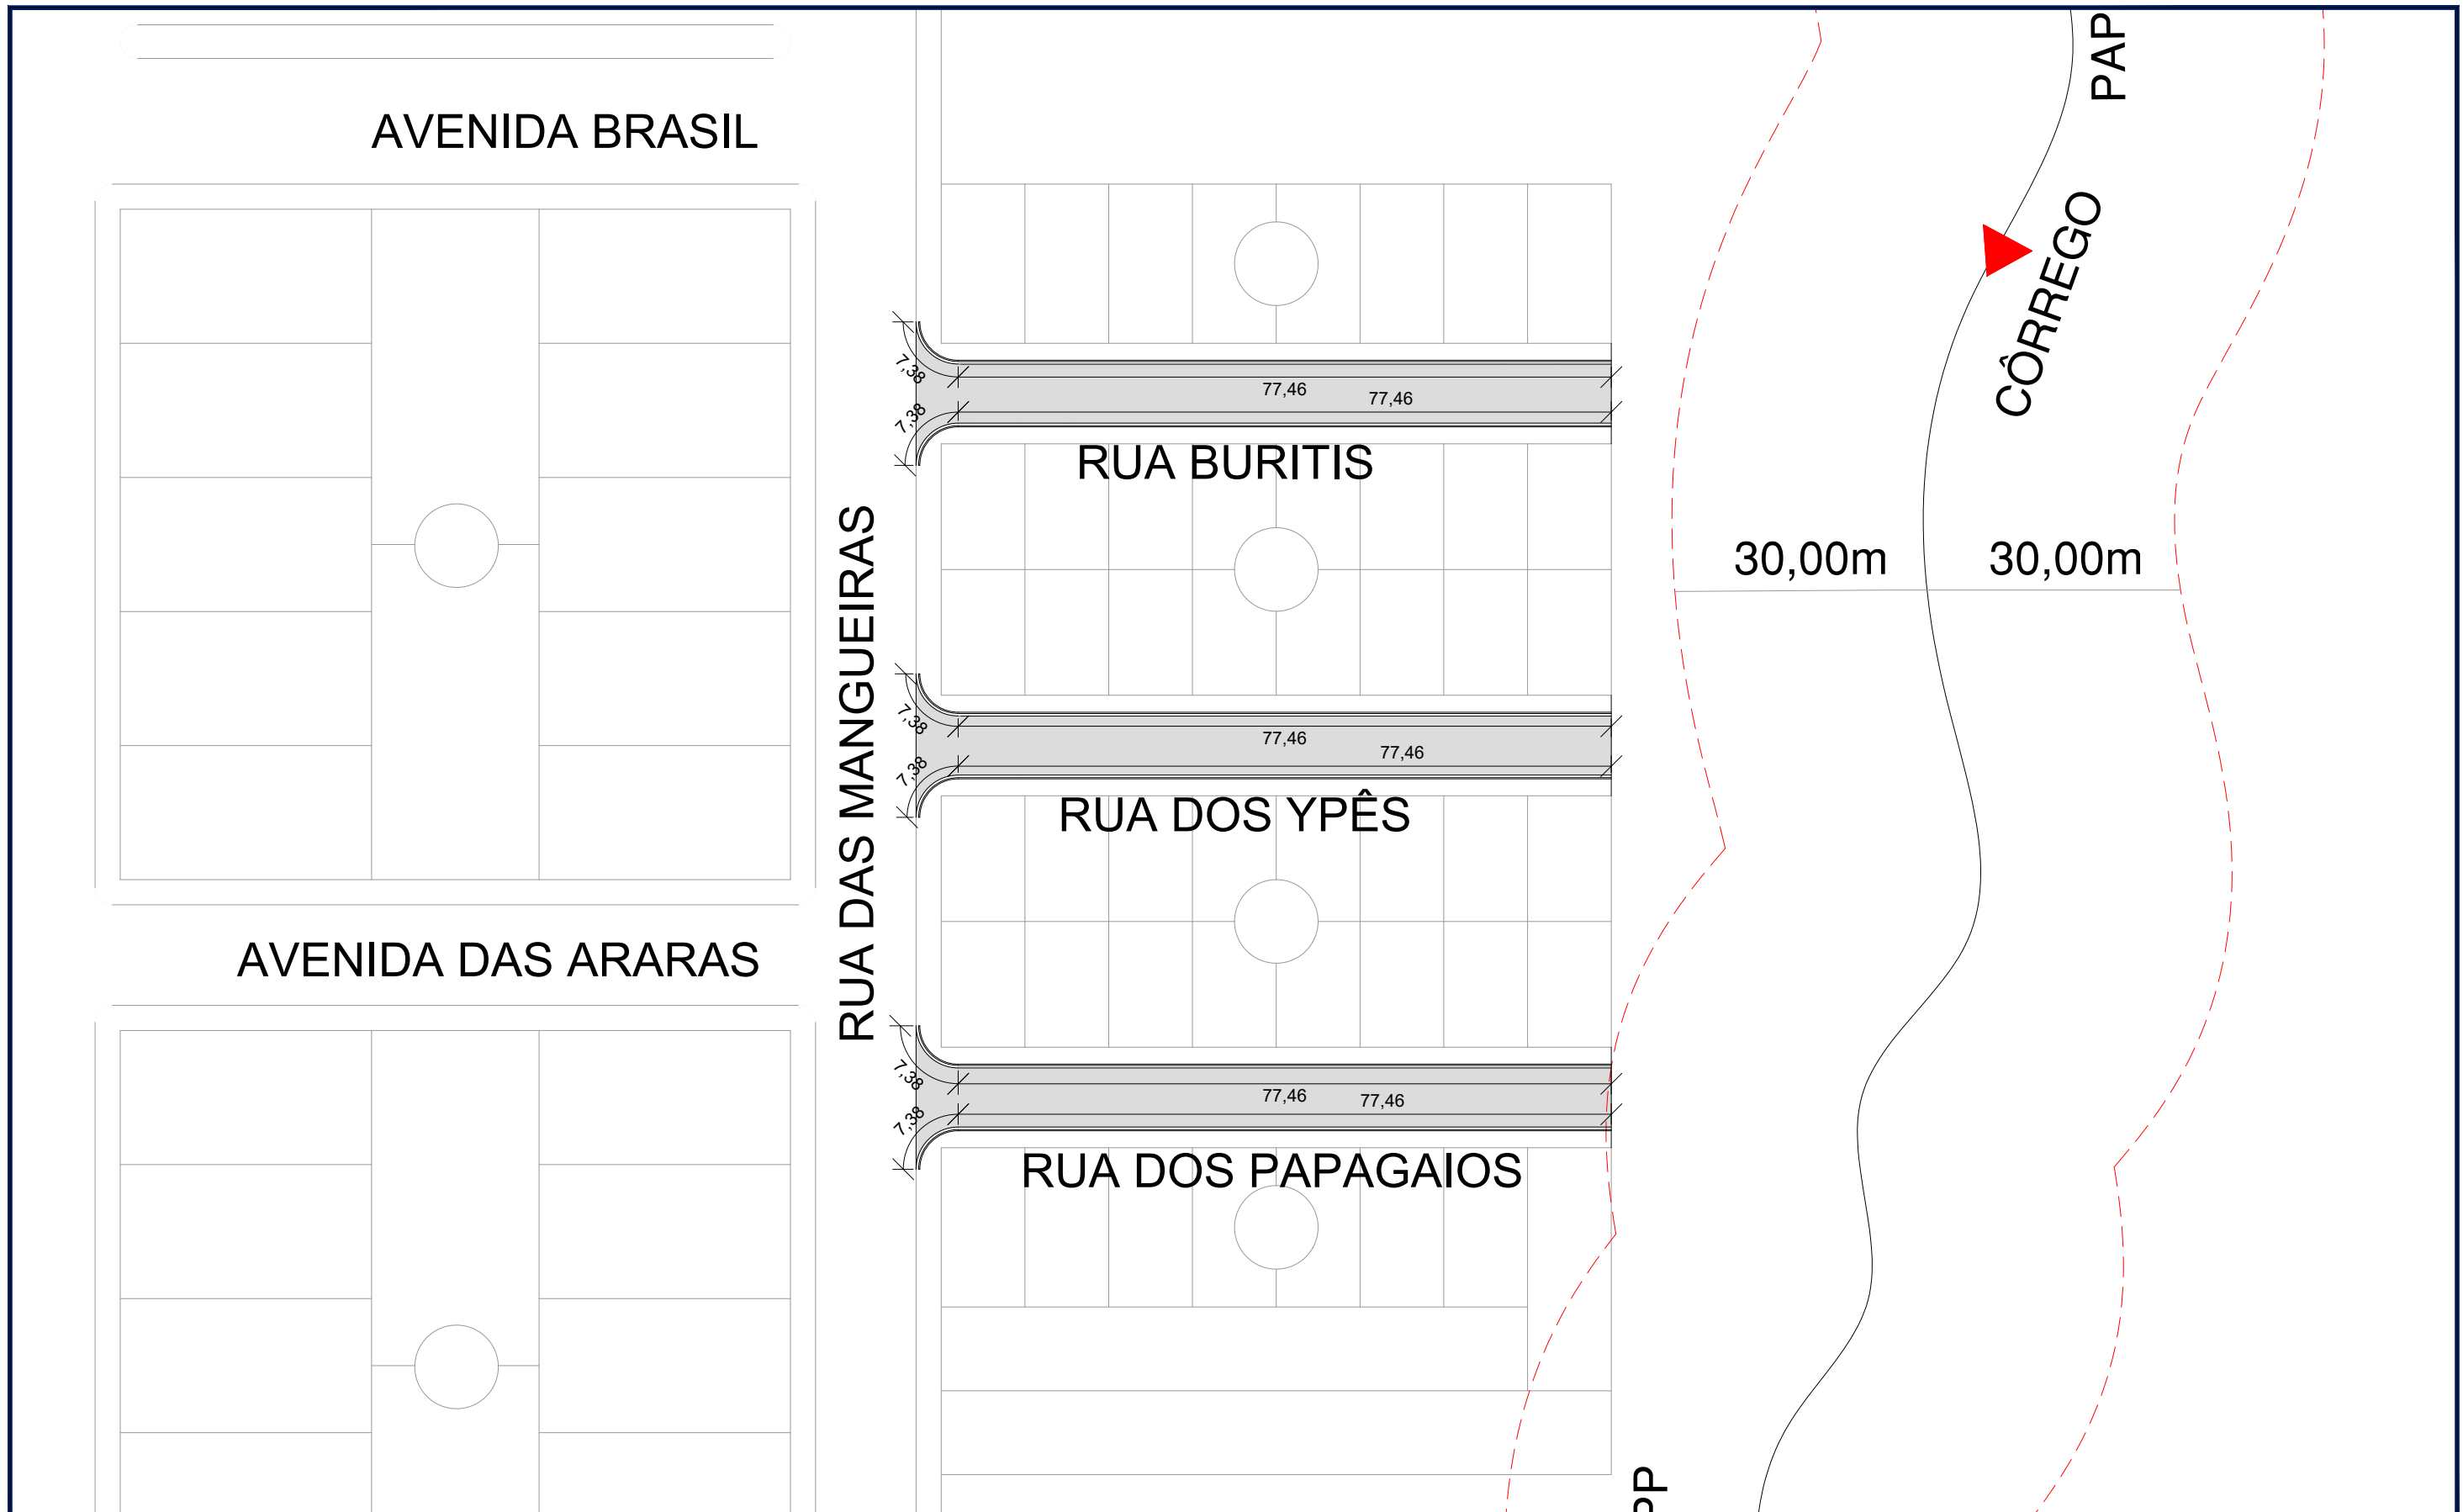 PAP
AVENIDA BRASIL
CÔRREGO
7,38
77,46
77,46
7,38
RUA BURITIS
RUA DAS MANGUEIRAS
30,00m
30,00m
7,38
77,46
77,46
7,38
RUA DOS YPÊS
AVENIDA DAS ARARAS
7,38
77,46
77,46
7,38
RUA DOS PAPAGAIOS
PP